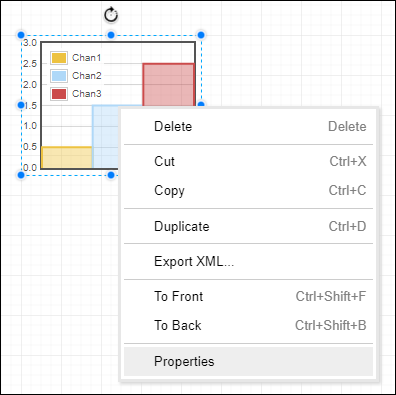 3.0
Chan1
2.5
Chan2
2.0
Chan3
1.5
1.0
0.5
0.0
Delete Delete
Cut Ctrl+X
Copy Ctrl+C
Duplicate Ctrl+D
Export XML...
To Front Ctrl+Shift+F
To Back Ctrl+Shift+B
Properties